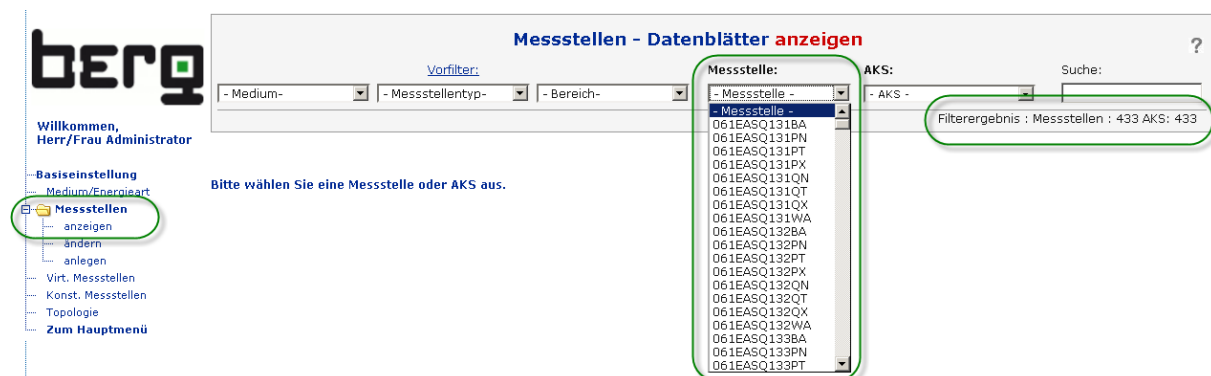 berg
Willkommen,
Herr/Frau Administrator
Basiseinstellung
Medium/Energieart
Messstellen
anzeigen
ändern
anlegen
Virt. Messstellen
Konst. Messstellen
Topologie
Zum Hauptmenü
Messstellen - Datenblätter anzeigen
?
Vorfilter:
Messstelle:
AKS:
Suche:
- Medium-
- Messstellentyp-
- Bereich-
- Messstelle -
- AKS -
Filterergebnis : Messstellen : 433 AKS: 433
- Messstelle -
061EASQ131BA
061EASQ131PN
061EASQ131PT
061EASQ131PX
061EASQ131QN
061EASQ131QT
061EASQ131QX
061EASQ131WA
061EASQ132BA
061EASQ132PN
061EASQ132PT
061EASQ132PX
061EASQ132QN
061EASQ132QT
061EASQ132QX
061EASQ132WA
061EASQ133BA
061EASQ133PN
061EASQ133PT
Bitte wählen Sie eine Messstelle oder AKS aus.